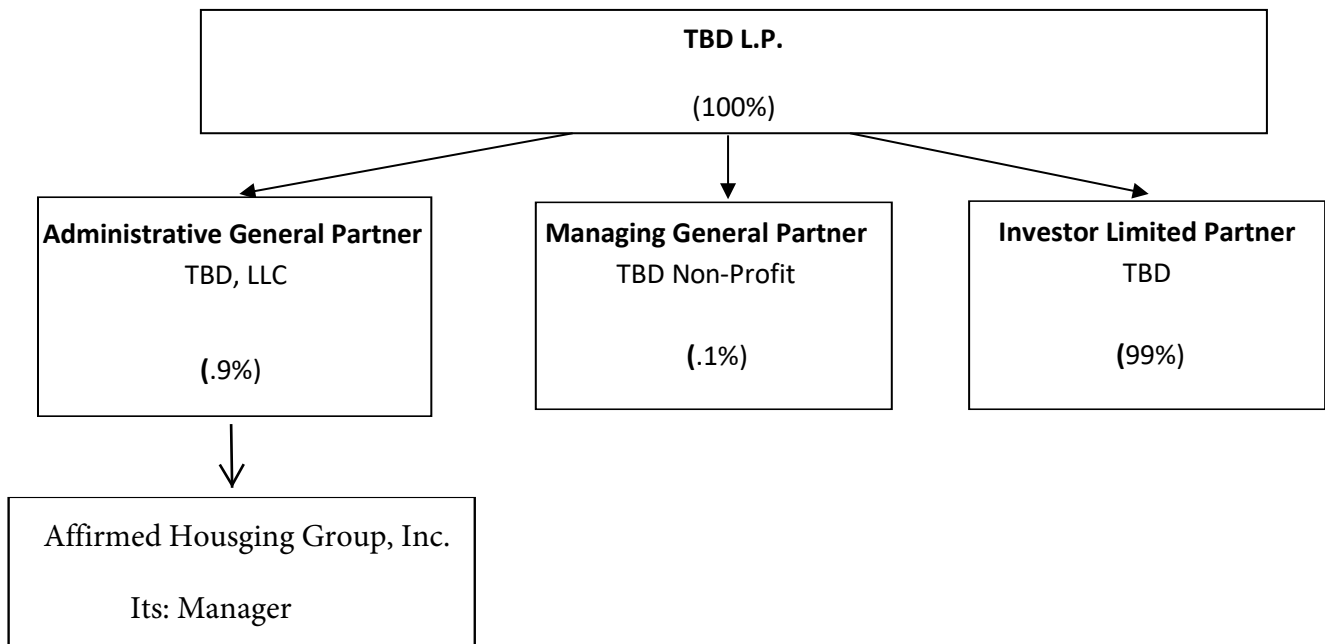 TBD L.P.
(100%)
Administrative General Partner
TBD, LLC
(.9%)
Managing General Partner
TBD Non-Profit
(.1%)
Investor Limited Partner
TBD
(99%)
Affirmed Housging Group, Inc.
Its: Manager